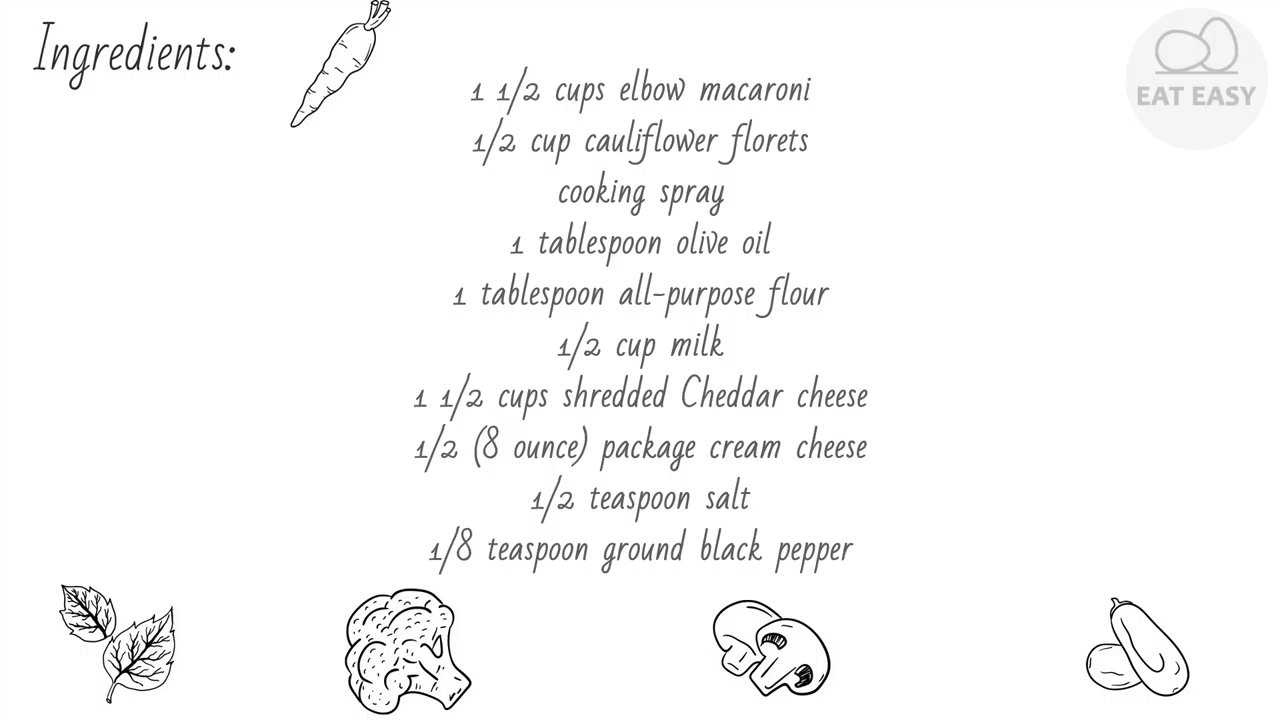 Ingredients:
EAT EASY
1 1/2 cups elbow macaroni
1/2 cup cauliflower florets
cooking spray
1 tablespoon olive oil
1 tablespoon all-purpose flour
1/2 cup milk
1 1/2 cups shredded Cheddar cheese
1/2 (8 ounce) package cream cheese
1/2 teaspoon salt
1/8 teaspoon ground black pepper